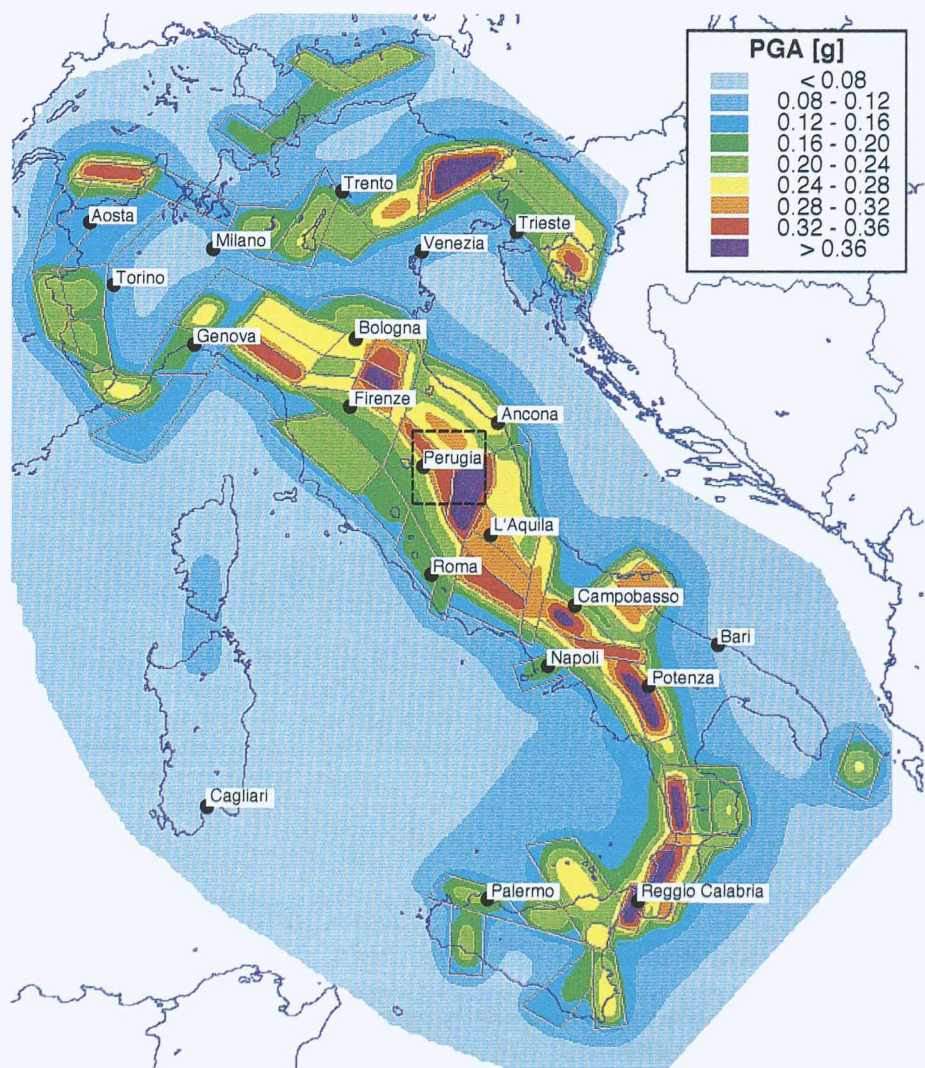 PGA [g]
< 0.08
0.08 - 0.12
0.12 - 0.16
0.16 - 0.20
0.20 - 0.24
0.24 - 0.28
0.28 - 0.32
0.32 - 0.36
> 0.36
Trento
Aosta
Trieste
Milano
Venezia
Torino
Genova
Bologna
Firenze
Ancona
Perugia
L'Aquila
Roma
Campobasso
Bari
Napoli
Potenza
Cagliari
Palermo
Reggio Calabria